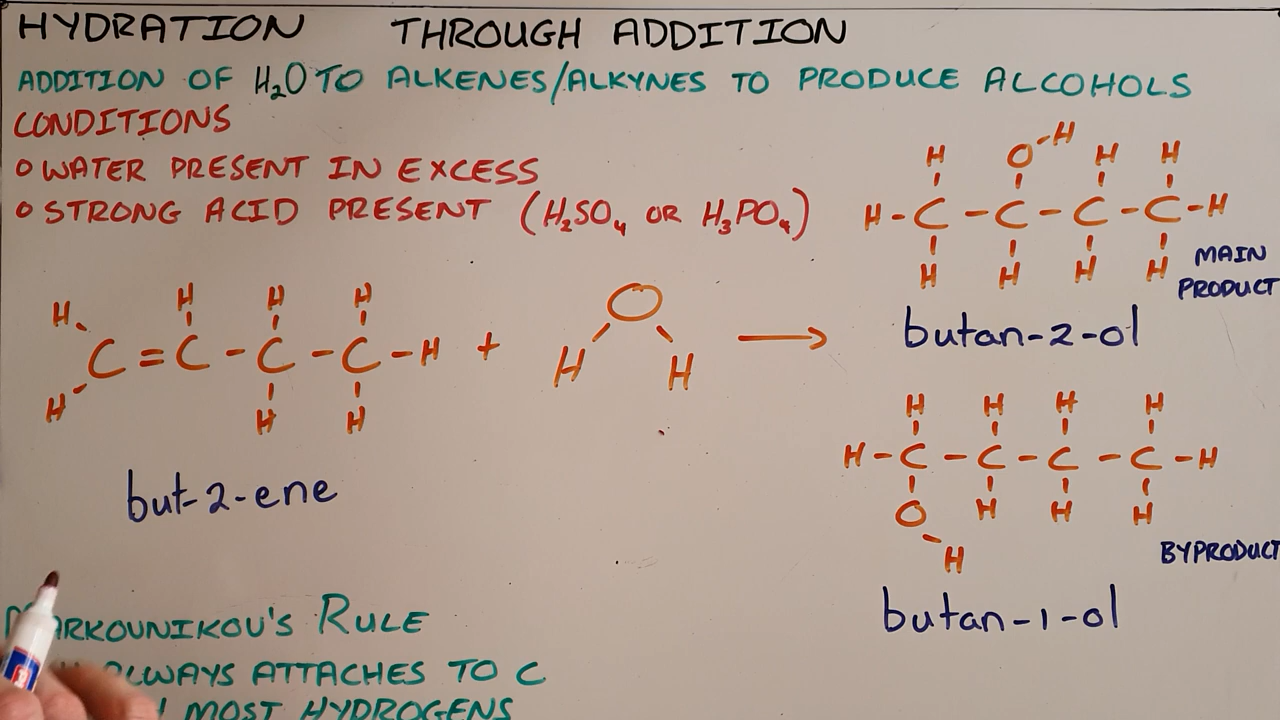 HYDRATION THROUGH ADDITION
ADDITION OF H₂O TO ALKENES/ALKYNES TO PRODUCE ALCOHOLS
CONDITIONS
o WATER PRESENT IN EXCESS
o STRONG ACID PRESENT (H₂SO₄ OR H₃PO₄)
H O-H H H
H-C-C-C-C-H
H H H H
MAIN
PRODUCT
butan-2-ol
H H H H
C=C-C-C-H + O
H H H H H
but-2-ene
H H H H
H-C-C-C-C-H
O H H H
H
BYPRODUCT
butan-1-ol
MARKOUNIKOU'S RULE
ALWAYS ATTACHES TO C
MOST HYDROGENS